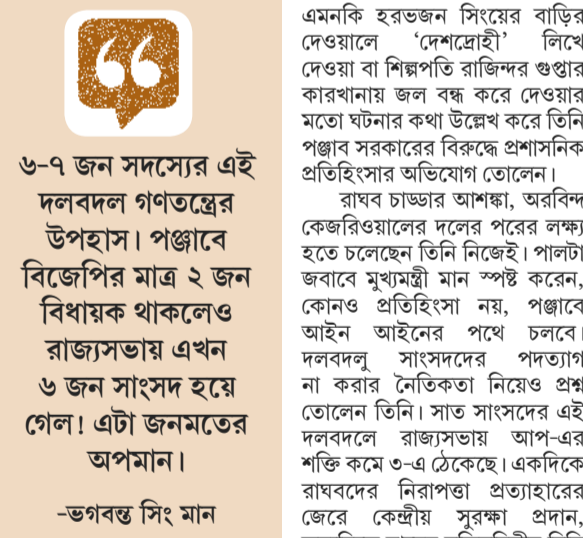 ৬-৭ জন সদস্যের এই
দলবদল গণতন্ত্রের
উপহাস। পঞ্জাবে
বিজেপির মাত্র ২ জন
বিধায়ক থাকলেও
রাজ্যসভায় এখন
৬ জন সাংসদ হয়ে
গেল! এটা জনমতের
অপমান।
-ভগবন্ত সিং মান
এমনকি হরভজন সিংয়ের বাড়ির
দেওয়ালে ‘দেশদ্রোহী’ লিখে
দেওয়া বা শিল্পপতি রাজিন্দর গুপ্তার
কারখানায় জল বন্ধ করে দেওয়ার
মতো ঘটনার কথা উল্লেখ করে তিনি
পঞ্জাব সরকারের বিরুদ্ধে প্রশাসনিক
প্রতিহিংসার অভিযোগ তোলেন।
রাঘব চাড্ডার আশঙ্কা, অরবিন্দ
কেজরিওয়ালের দলের পরের লক্ষ্য
হতে চলেছেন তিনি নিজেই। পালটা
জবাবে মুখ্যমন্ত্রী মান স্পষ্ট করেন,
কোনও প্রতিহিংসা নয়, পঞ্জাবে
আইন আইনের পথে চলবে।
দলবদলু সাংসদদের পদত্যাগ
না করার নৈতিকতা নিয়েও প্রশ্ন
তোলেন তিনি। সাত সাংসদের এই
দলবদলে রাজ্যসভায় আপ-এর
শক্তি কমে ৩-এ ঠেকেছে। একদিকে
রাঘবদের নিরাপত্তা প্রত্যাহারের
জেরে কেন্দ্রীয় সুরক্ষা প্রদান,